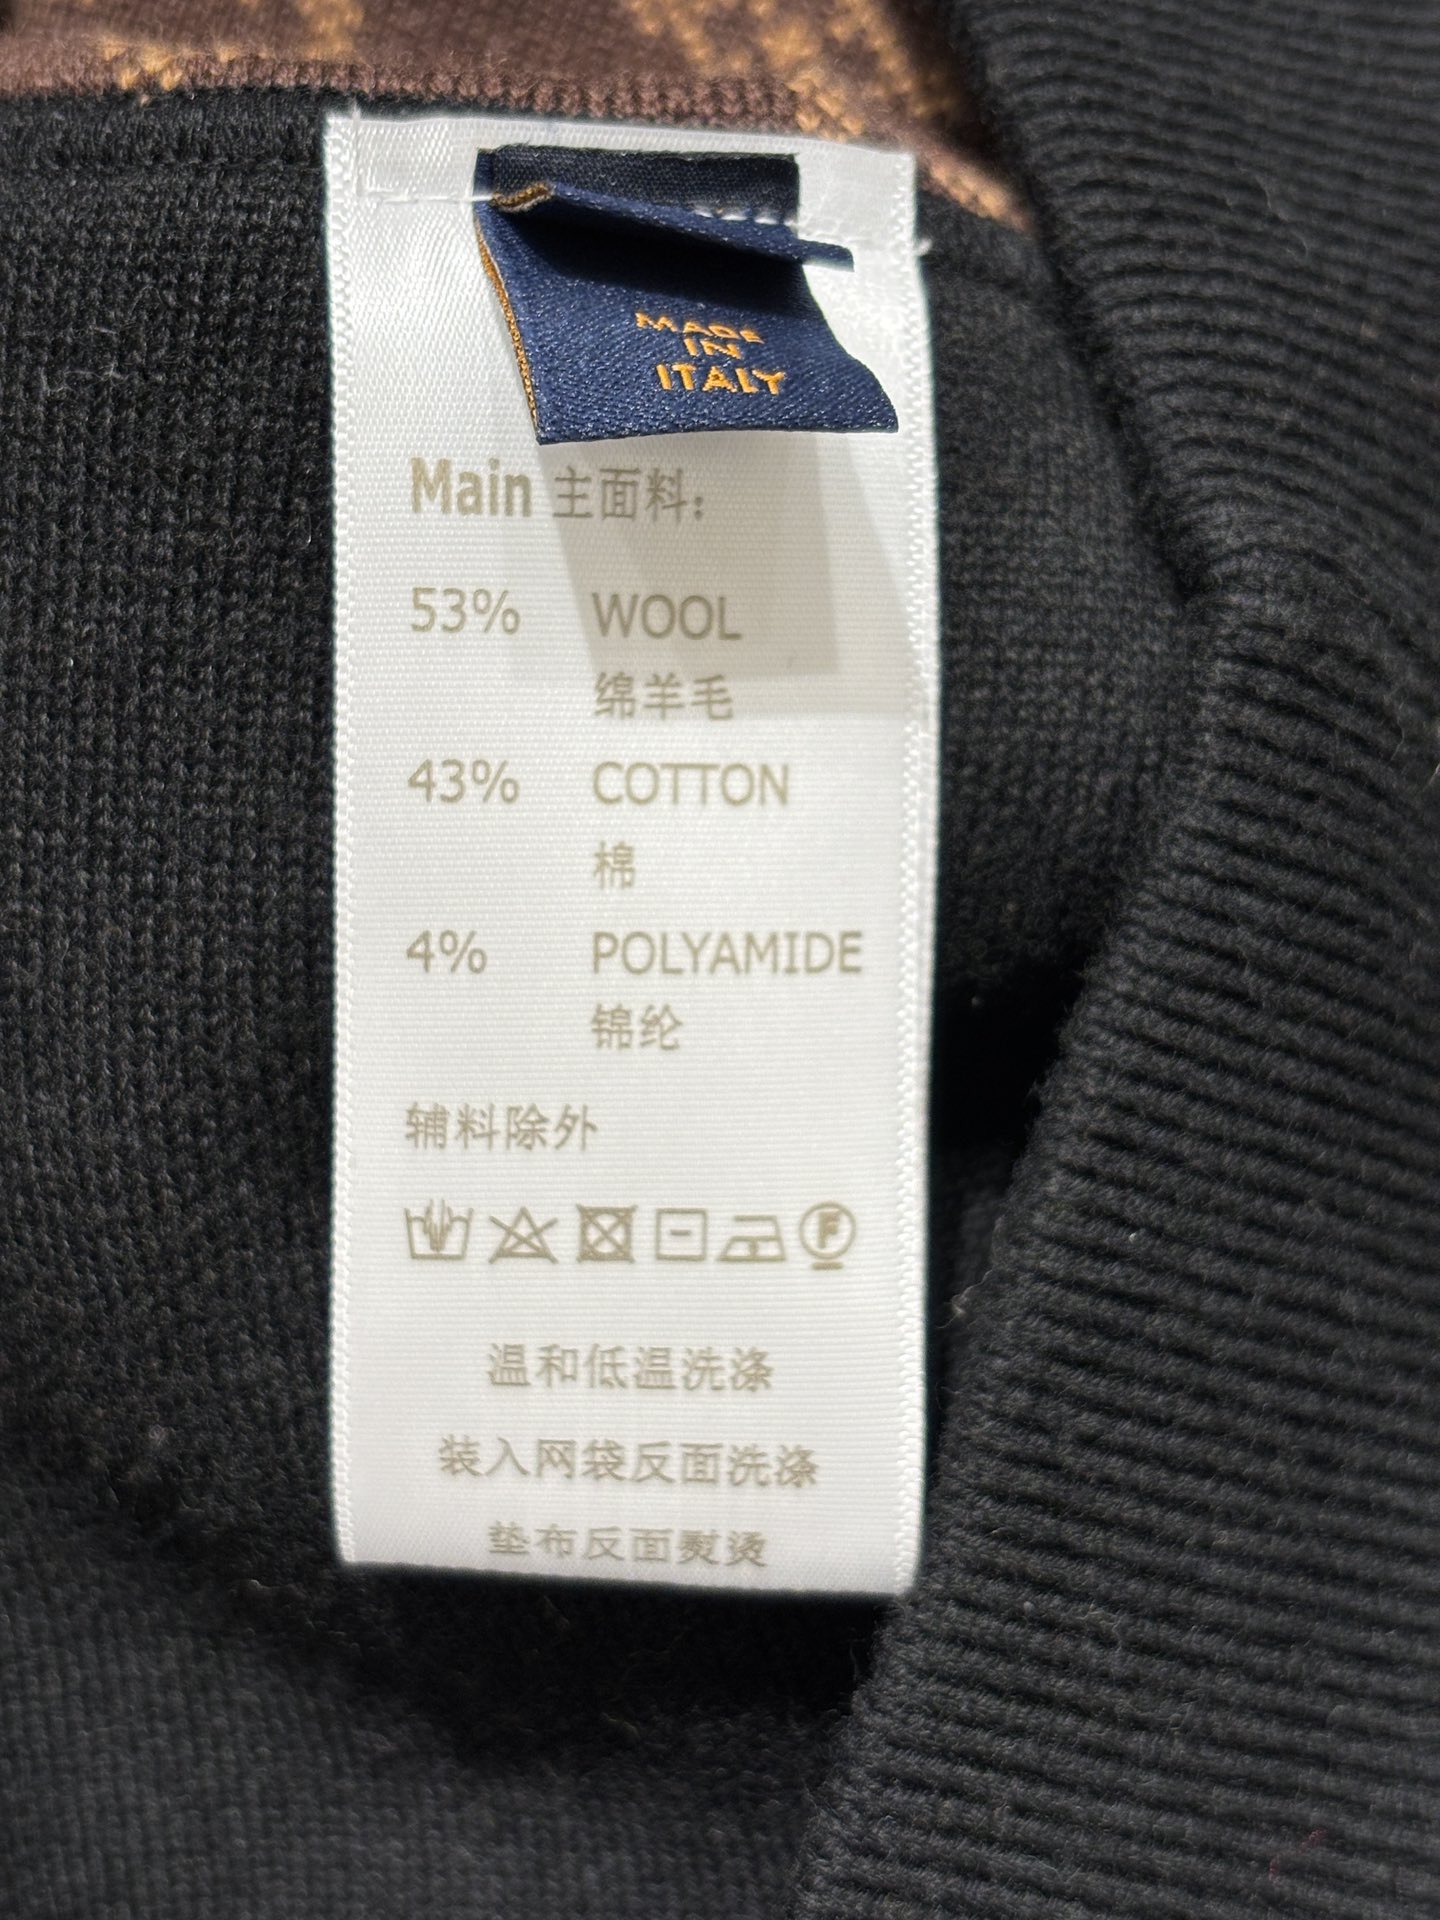 MADE
IN
ITALY
Main 主面料:
53% WOOL
绵羊毛
43% COTTON
棉
4% POLYAMIDE
锦纶
辅料除外
F
温和低温洗涤
装入网袋反面洗涤
垫布反面熨烫